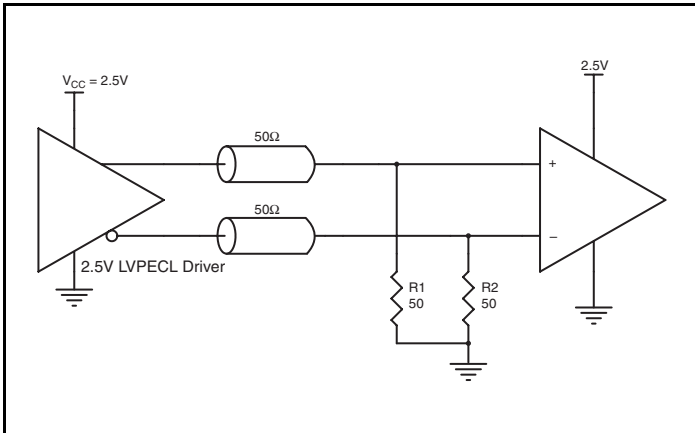 V_CC = 2.5V
2.5V
50Ω
+
50Ω
–
2.5V LVPECL Driver
R1
50
R2
50